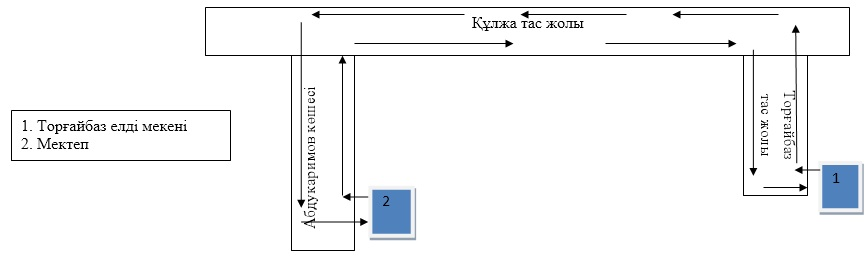 Құлжа тас жолы
1. Торғайбаз елді мекені
2. Мектеп
Абдукаримов көшесі
Торғайбаз
тас жолы
2
1